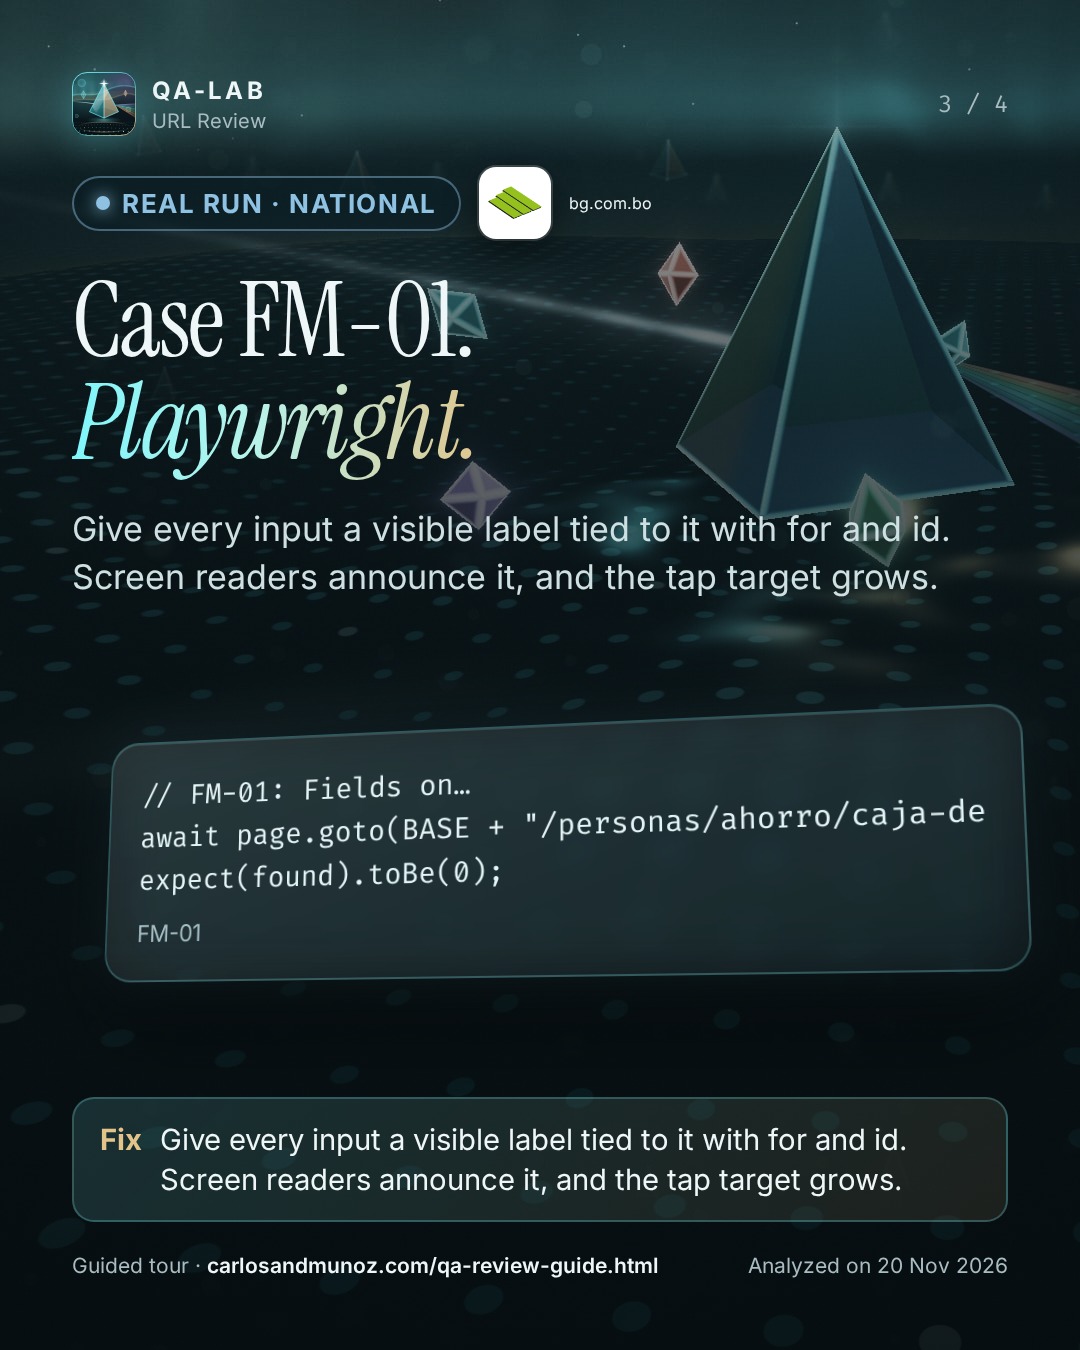 QA-LAB
URL Review
3 / 4
REAL RUN · NATIONAL
bg.com.bo
Case FM-01.
Playwright.
Give every input a visible label tied to it with for and id.
Screen readers announce it, and the tap target grows.
// FM-01: Fields on…
await page.goto(BASE + "/personas/ahorro/caja-de
expect(found).toBe(0);
FM-01
Fix Give every input a visible label tied to it with for and id.
Screen readers announce it, and the tap target grows.
Guided tour · carlosandmunoz.com/qa-review-guide.html
Analyzed on 20 Nov 2026